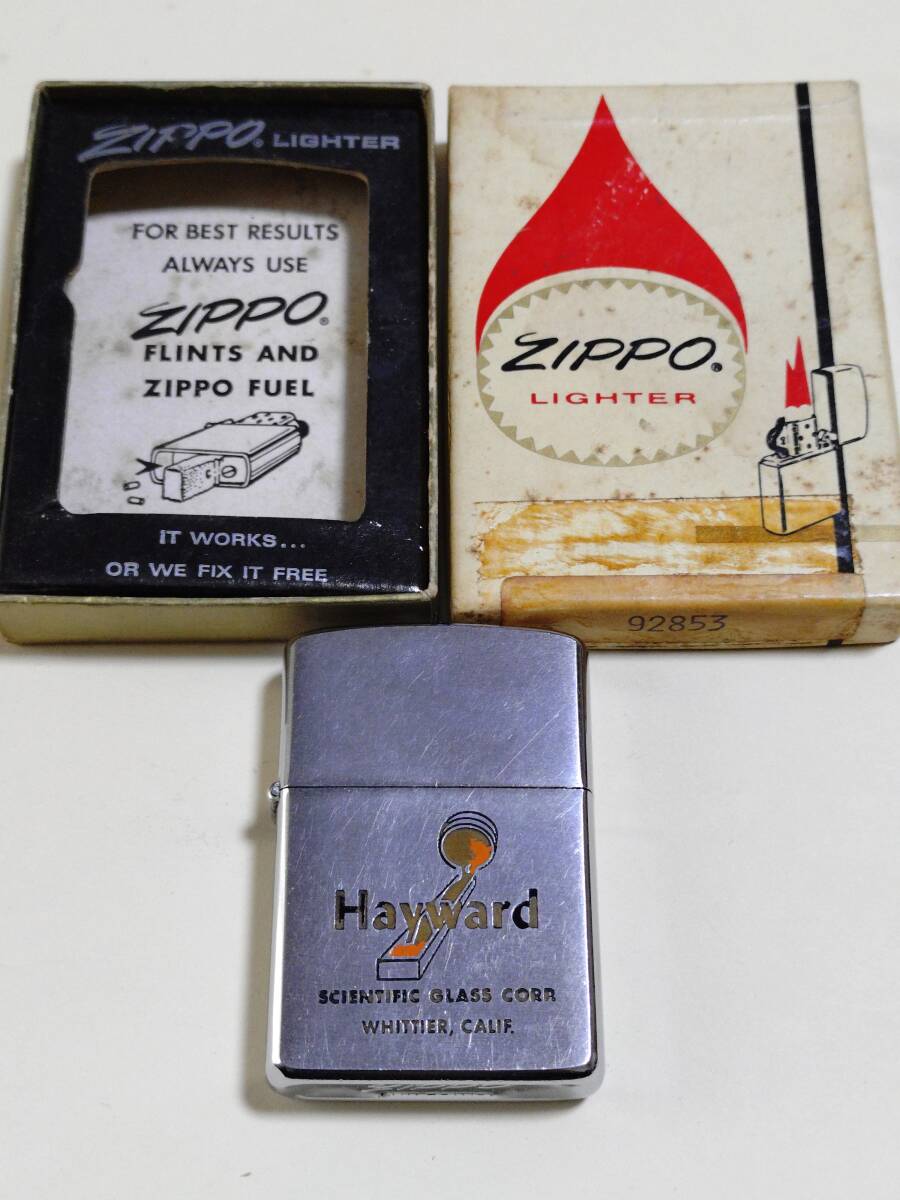 ZIPPO® LIGHTER
FOR BEST RESULTS
ALWAYS USE
ZIPPO®
FLINTS AND
ZIPPO FUEL
IT WORKS...
OR WE FIX IT FREE
ZIPPO®
LIGHTER
92853
Hayward
SCIENTIFIC GLASS CORP.
WHITTIER, CALIF.